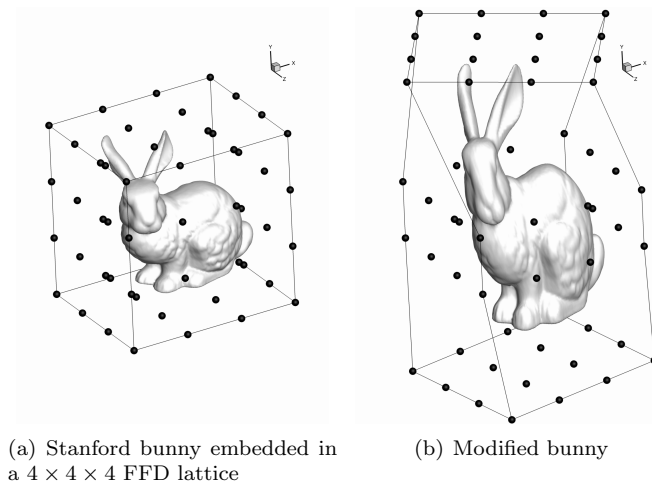 Y
X
Z
Y
X
Z
(a) Stanford bunny embedded in
a 4 × 4 × 4 FFD lattice
(b) Modified bunny